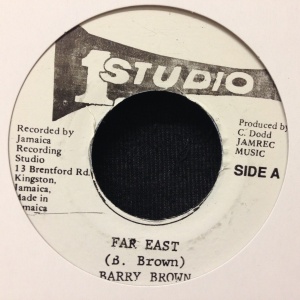 1 STUDIO
Recorded by
Jamaica
Recording
Studio
13 Brentford Rd.
Kingston,
Jamaica,
Made in
Jamaica
Produced by
C. Dodd
JAMREC
MUSIC
SIDE A
FAR EAST
(B. Brown)
BARRY BROWN